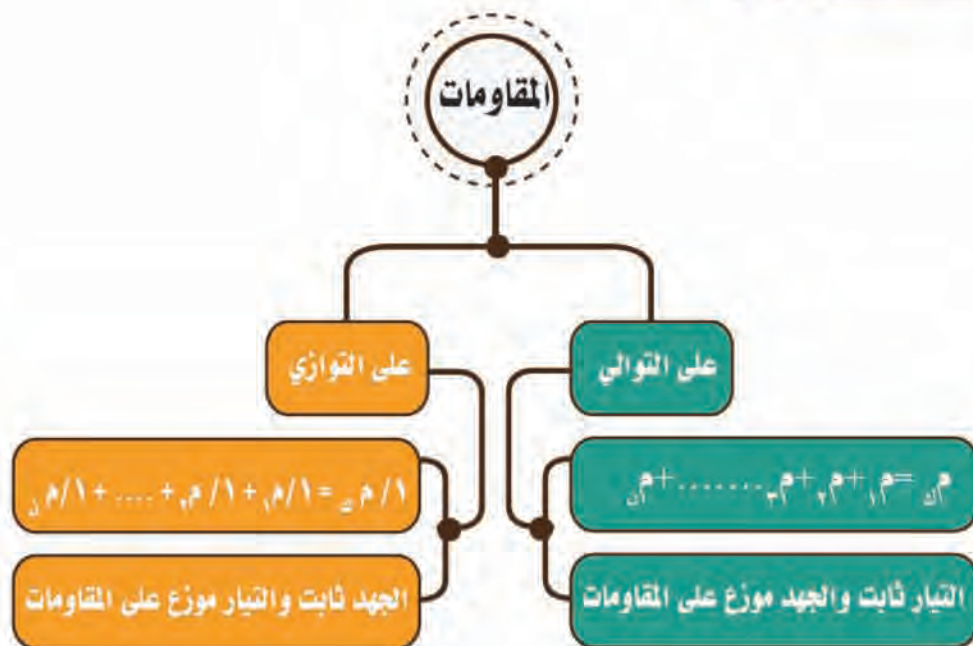 المقاومات
على التوالي
على التوازي
مك = م١ + م٢ + م٣ ....... + من
١/ مك = ١/م١ + ١/ م٢ + .... + ١/م ن
التيار ثابت والجهد موزع على المقاومات
الجهد ثابت والتيار موزع على المقاومات